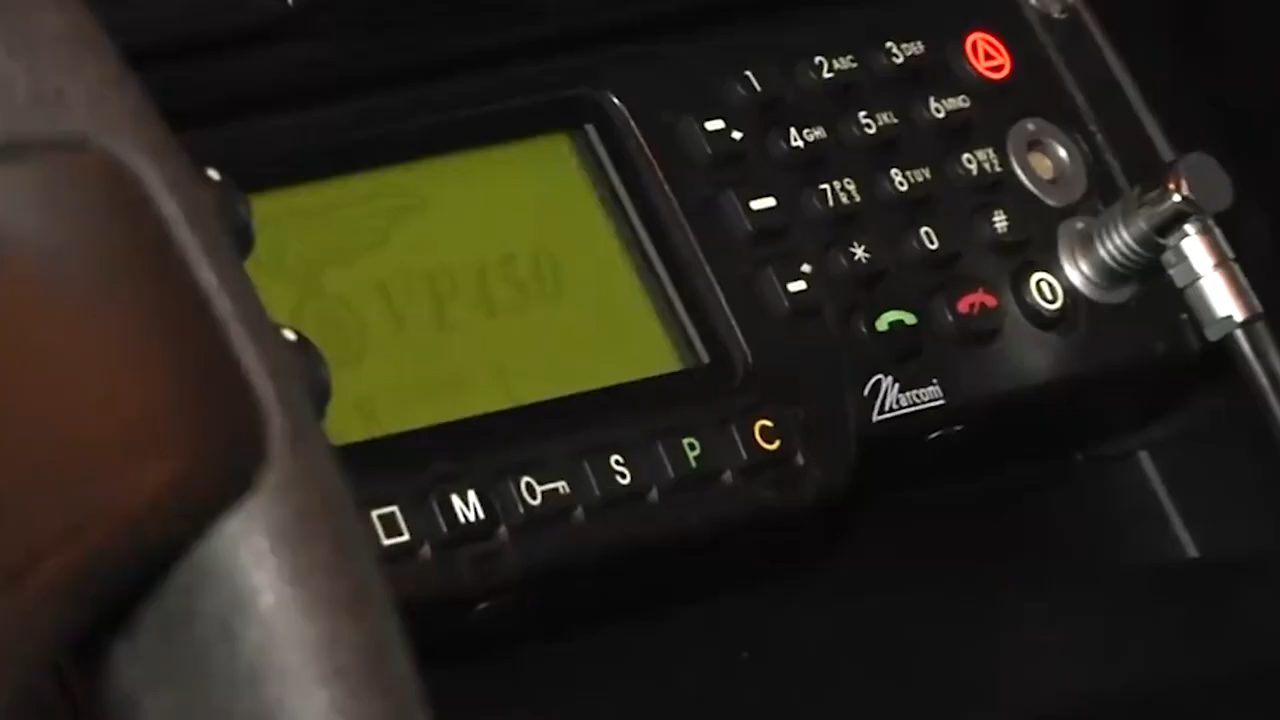 VP450
1 2ABC 3DEF
4GHI 5JKL 6MNO
7PQRS 8TUV 9WXYZ
* 0 #
Marconi
M S P C